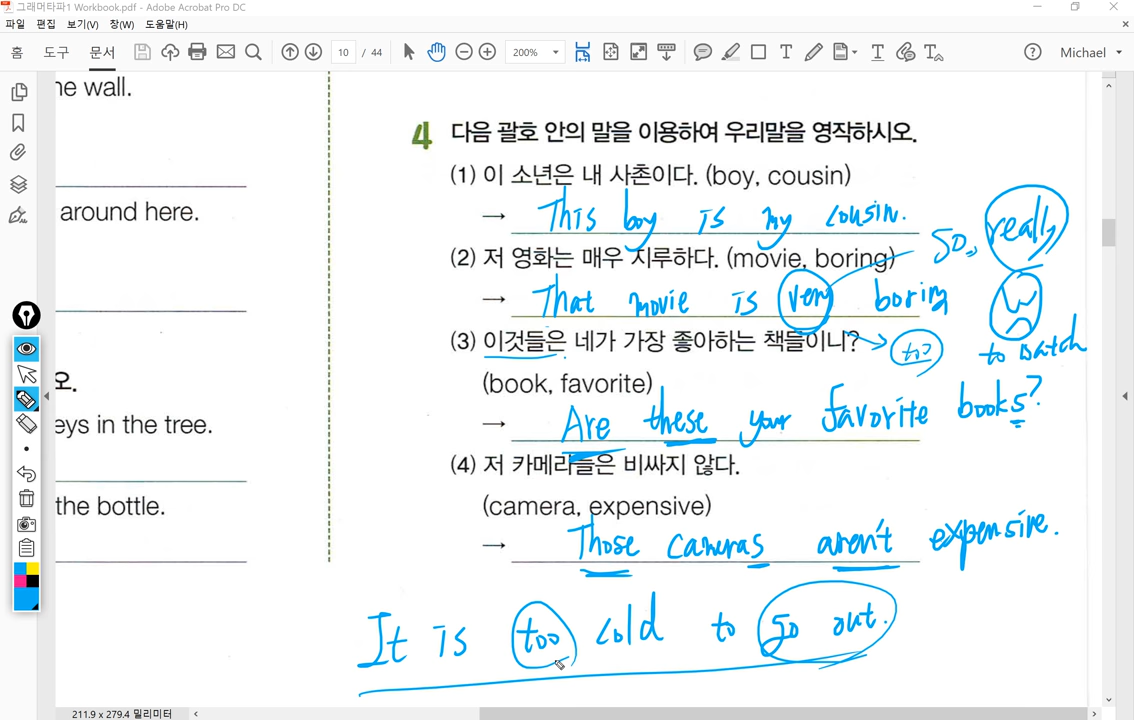 그래머타파1 Workbook.pdf - Adobe Acrobat Pro DC
파일 편집 보기(V) 창(W) 도움말(H)
홈 도구 문서 10 / 44 200% Michael
he wall.
around here.
오.
eys in the tree.
the bottle.
4 다음 괄호 안의 말을 이용하여 우리말을 영작하시오.
(1) 이 소년은 내 사촌이다. (boy, cousin)
→ This boy is my cousin.
so, really
(2) 저 영화는 매우 지루하다. (movie, boring)
→ That movie is very boring
(3) 이것들은 네가 가장 좋아하는 책들이니? → too
to watch
(book, favorite)
→ Are these your favorite books?
(4) 저 카메라들은 비싸지 않다.
(camera, expensive)
→ Those cameras aren't expensive.
It is too cold to go out.
211.9 x 279.4 밀리미터